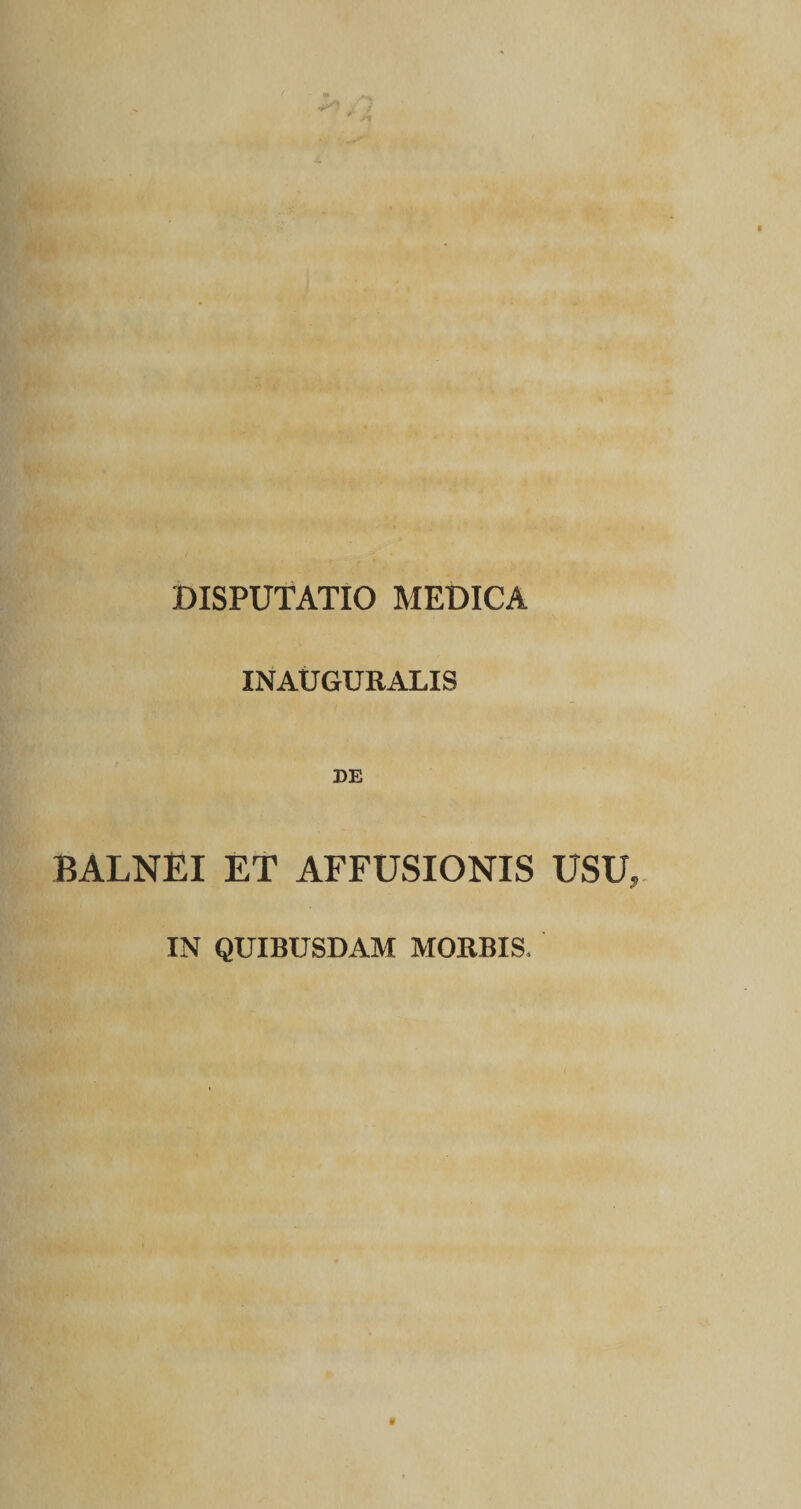 DISPUTATIO MEDICA
INAUGURALIS
DE
BALNEI ET AFFUSIONIS USU,
IN QUIBUSDAM MORBIS.